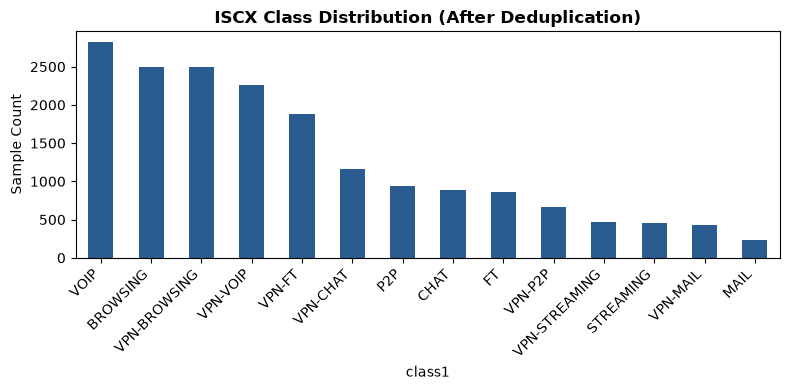 ISCX Class Distribution (After Deduplication)
Sample Count
2500
2000
1500
1000
500
0
VOIP
BROWSING
VPN-BROWSING
VPN-VOIP
VPN-FT
VPN-CHAT
P2P
CHAT
FT
VPN-P2P
VPN-STREAMING
STREAMING
VPN-MAIL
MAIL
class1